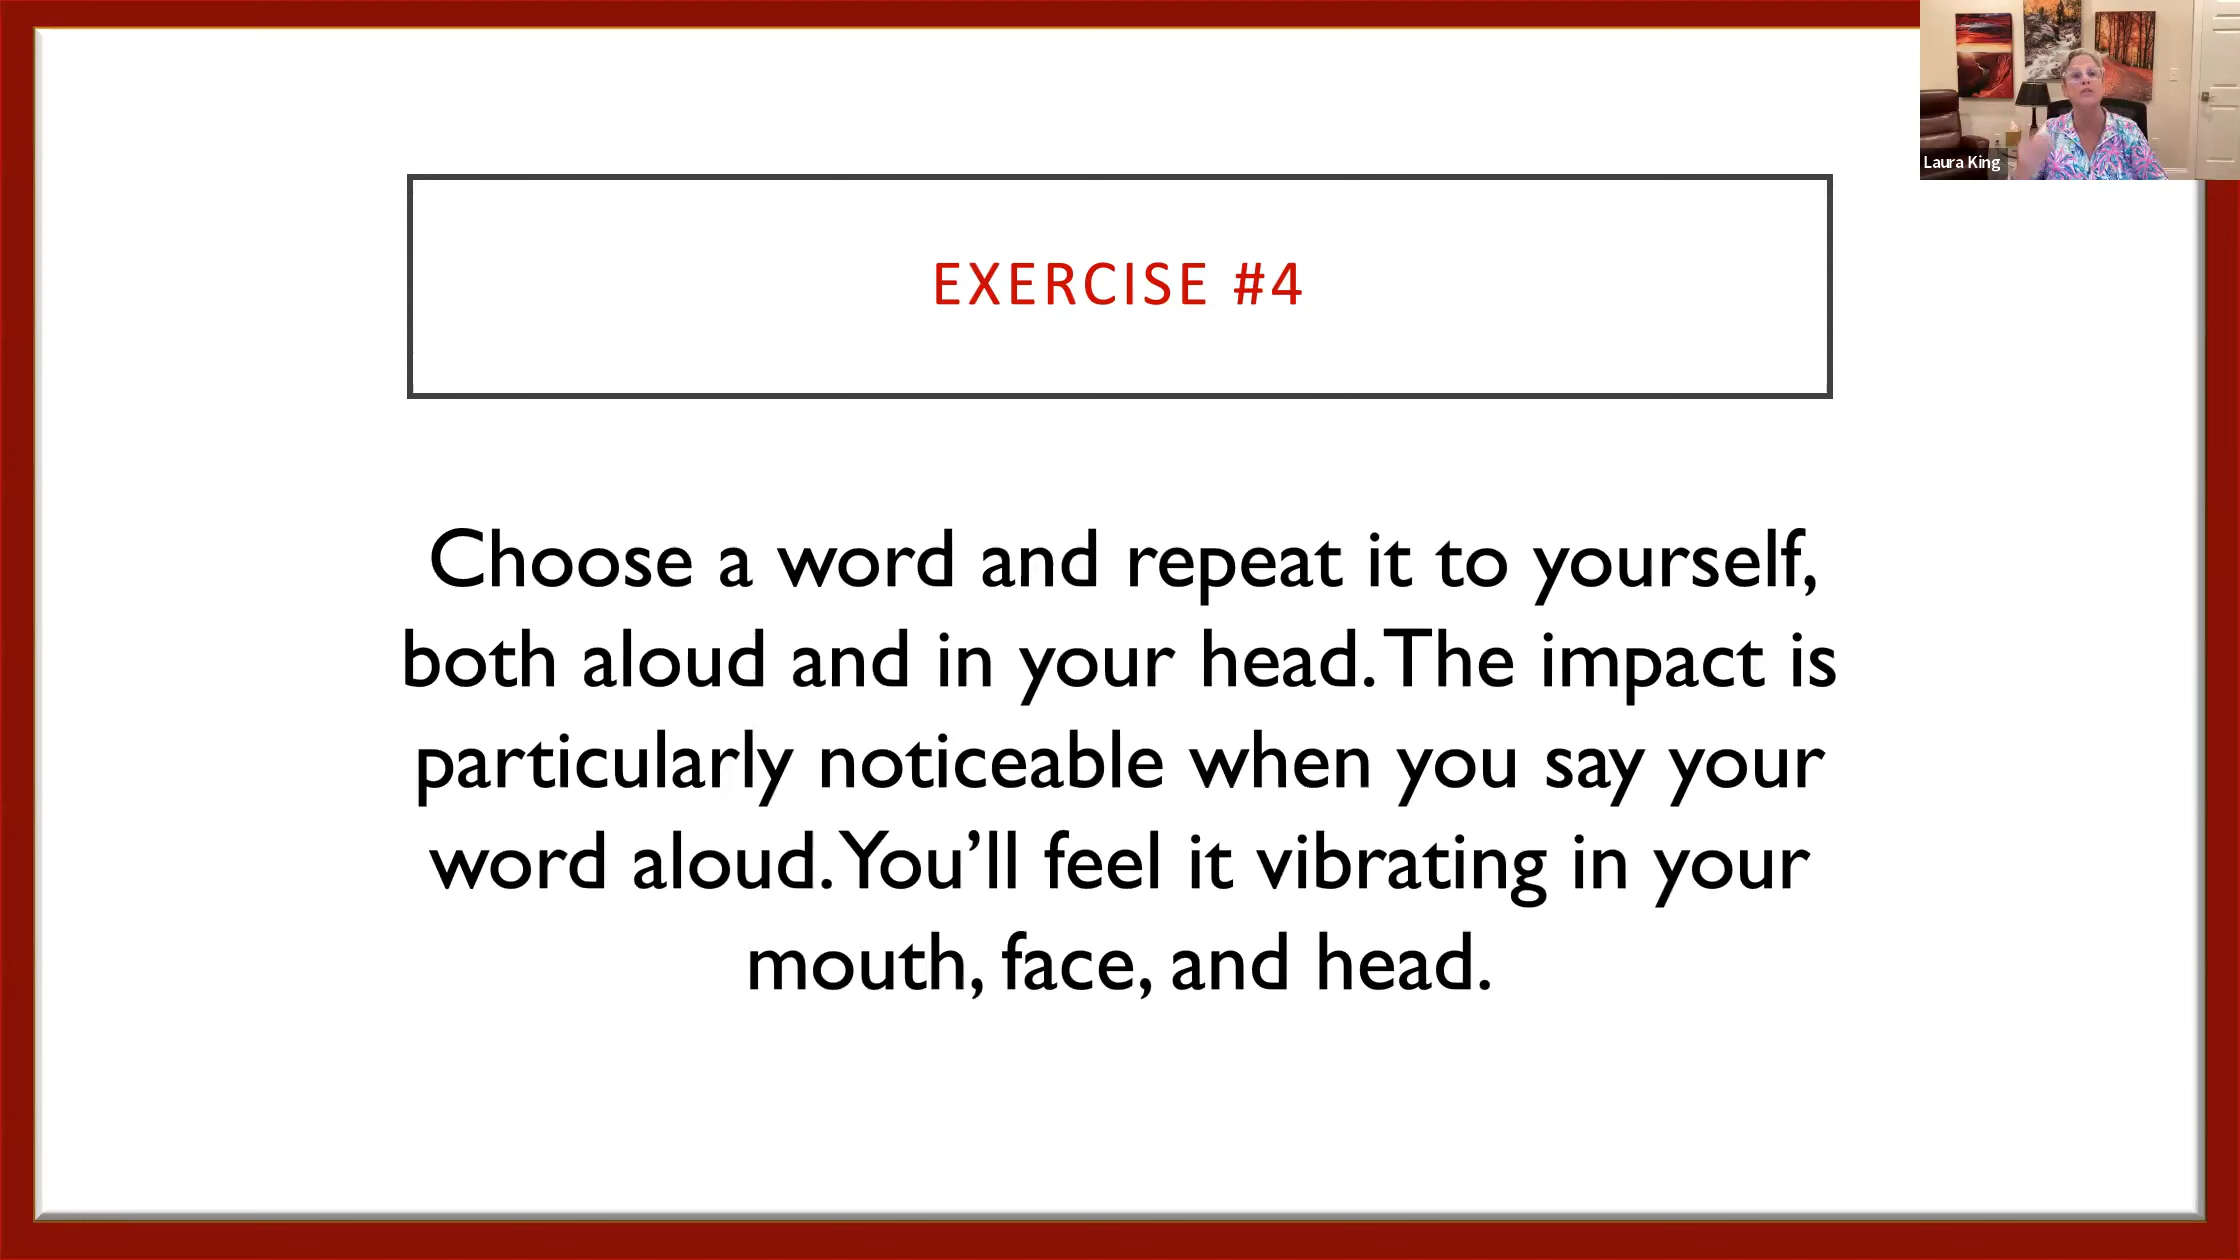 Laura King
EXERCISE #4
Choose a word and repeat it to yourself,
both aloud and in your head. The impact is
particularly noticeable when you say your
word aloud. You’ll feel it vibrating in your
mouth, face, and head.